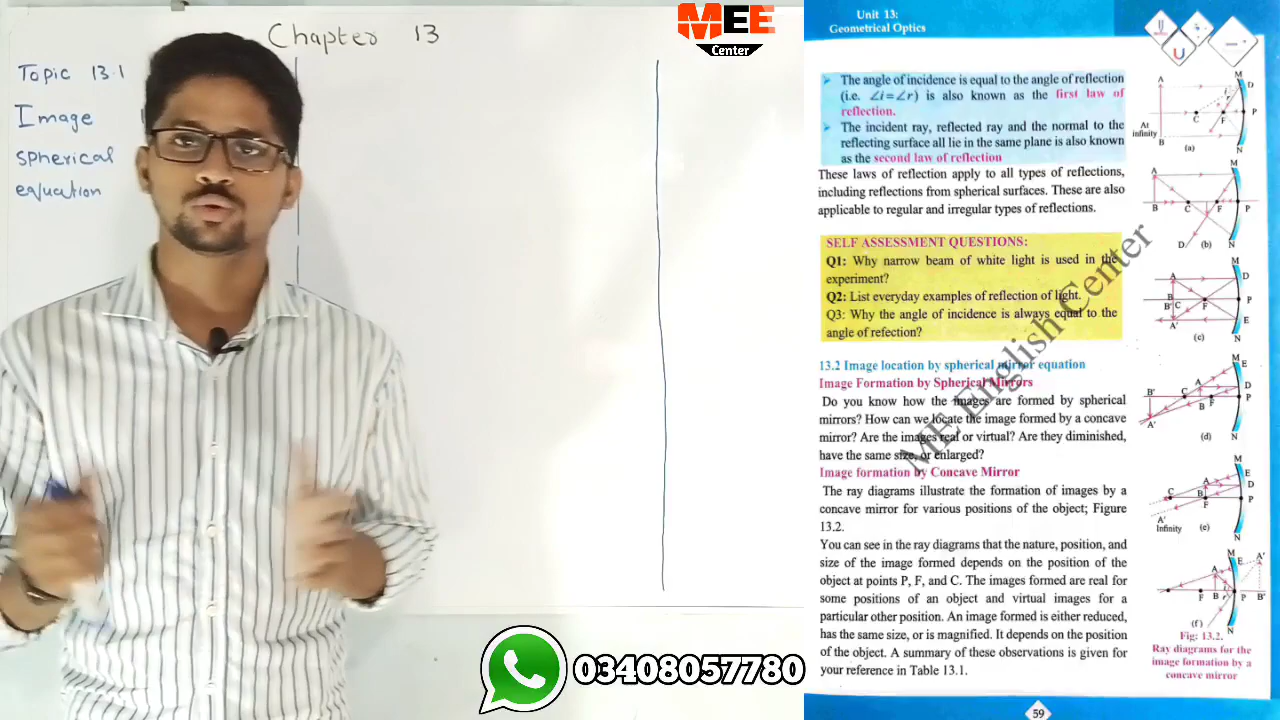 Chapter 13
Topic 13.1
Image
spherical
equation
MEE
Center
03408057780
Unit 13:
Geometrical Optics
➢ The angle of incidence is equal to the angle of reflection
(i.e. ∠i=∠r) is also known as the first law of
reflection.
➢ The incident ray, reflected ray and the normal to the
reflecting surface all lie in the same plane is also known
as the second law of reflection
These laws of reflection apply to all types of reflections,
including reflections from spherical surfaces. These are also
applicable to regular and irregular types of reflections.
SELF ASSESSMENT QUESTIONS:
Q1: Why narrow beam of white light is used in the
experiment?
Q2: List everyday examples of reflection of light.
Q3: Why the angle of incidence is always equal to the
angle of refection?
13.2 Image location by spherical mirror equation
Image Formation by Spherical Mirrors
Do you know how the images are formed by spherical
mirrors? How can we locate the image formed by a concave
mirror? Are the images real or virtual? Are they diminished,
have the same size, or enlarged?
Image formation by Concave Mirror
The ray diagrams illustrate the formation of images by a
concave mirror for various positions of the object; Figure
13.2.
You can see in the ray diagrams that the nature, position, and
size of the image formed depends on the position of the
object at points P, F, and C. The images formed are real for
some positions of an object and virtual images for a
particular other position. An image formed is either reduced,
has the same size, or is magnified. It depends on the position
of the object. A summary of these observations is given for
your reference in Table 13.1.
ME English Center
A M D
i
r
C F P
At
infinity
B N
(a)
A M
B C F P
D N
(b)
A M D
B
B' C F P
A' E
N
(c)
M E
B' C A D
B F P
A'
(d) N
M
A E
C B D
F P
A'
Infinity (e) N
M A'
A E
i
F B r P B'
(f) N
Fig: 13.2.
Ray diagrams for the
image formation by a
concave mirror
59